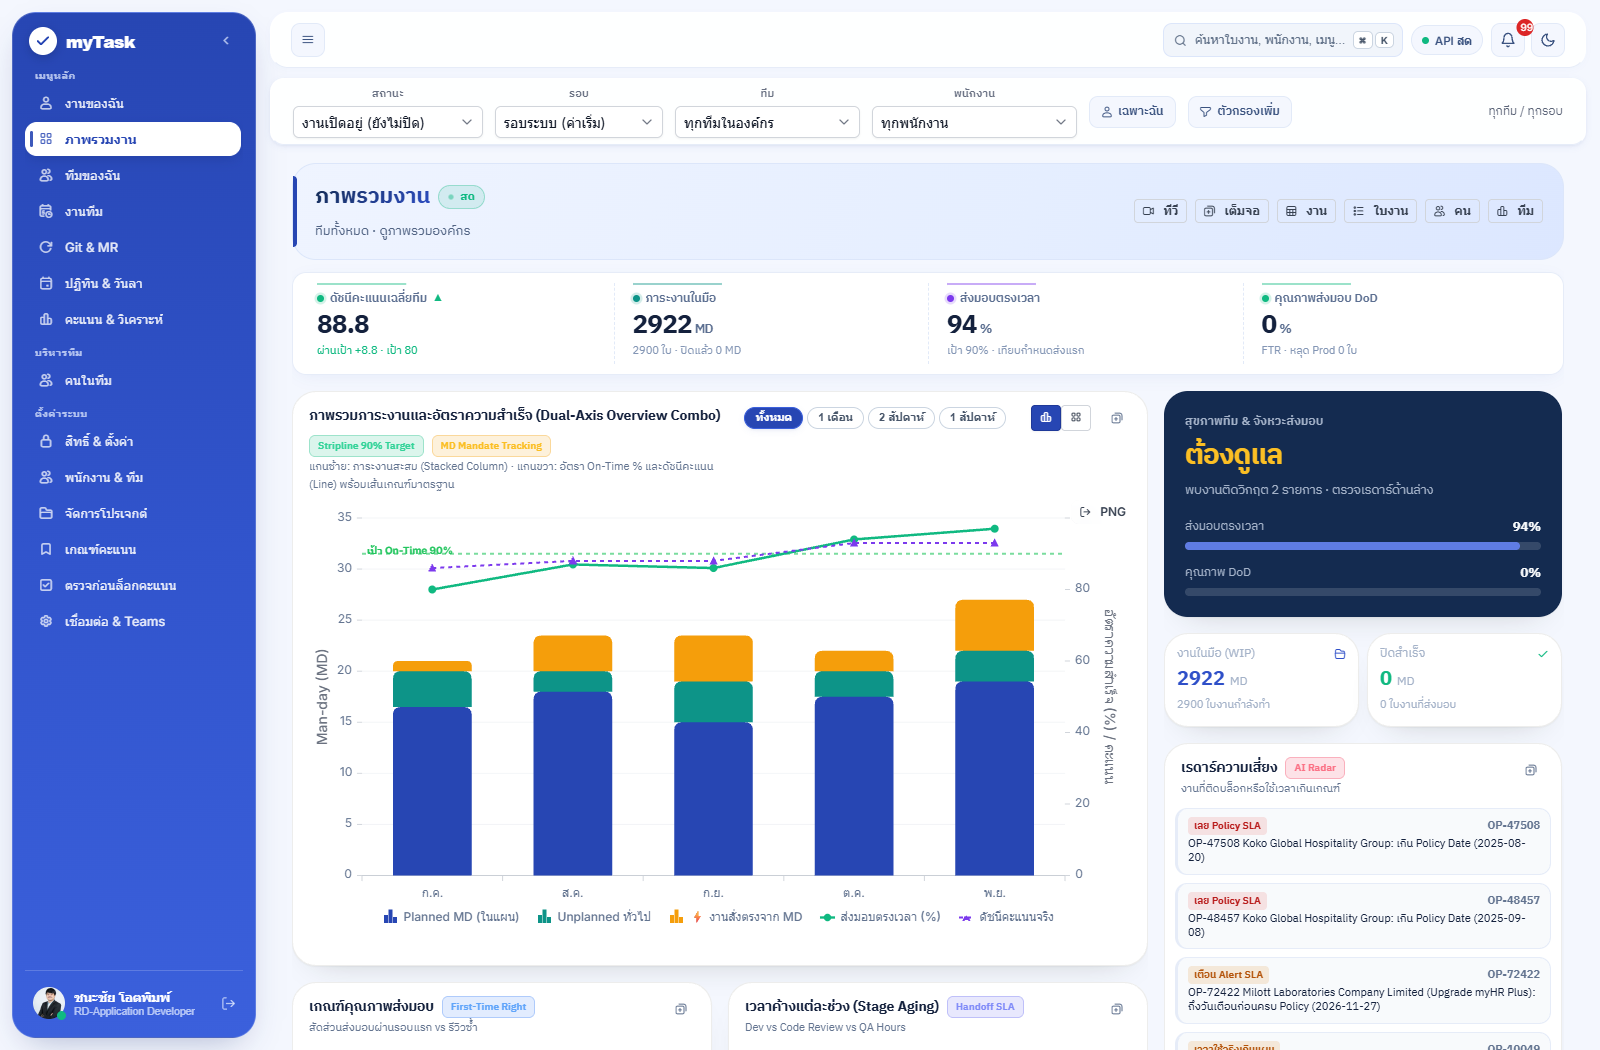 myTask
เมนูหลัก
งานของฉัน
ภาพรวมงาน
ทีมของฉัน
งานทีม
Git & MR
ปฏิทิน & วันลา
คะแนน & วิเคราะห์
บริหารทีม
คนในทีม
ตั้งค่าระบบ
สิทธิ์ & ตั้งค่า
พนักงาน & ทีม
จัดการโปรเจกต์
เกณฑ์คะแนน
ตรวจก่อนล็อกคะแนน
เชื่อมต่อ & Teams
ชนะชัย โอดพิมพ์
RD-Application Developer
ค้นหาใบงาน, พนักงาน, เมนู... ⌘ K
API สด
99
สถานะ รอบ ทีม พนักงาน
งานเปิดอยู่ (ยังไม่ปิด) รอบระบบ (ค่าเริ่ม) ทุกทีมในองค์กร ทุกพนักงาน เฉพาะฉัน ตัวกรองเพิ่ม ทุกทีม / ทุกรอบ
ภาพรวมงาน สด
ทีมทั้งหมด · ดูภาพรวมองค์กร
ทีวี เต็มจอ งาน ใบงาน คน ทีม
ดัชนีคะแนนเฉลี่ยทีม ▲
88.8
ผ่านเป้า +8.8 · เป้า 80
ภาระงานในมือ
2922 MD
2900 ใบ · ปิดแล้ว 0 MD
ส่งมอบตรงเวลา
94 %
เป้า 90% · เทียบกำหนดส่งแรก
คุณภาพส่งมอบ DoD
0 %
FTR · หลุด Prod 0 ใบ
ภาพรวมภาระงานและอัตราความสำเร็จ (Dual-Axis Overview Combo)
ทั้งหมด 1 เดือน 2 สัปดาห์ 1 สัปดาห์
Stripline 90% Target MD Mandate Tracking
แกนซ้าย: ภาระงานสะสม (Stacked Column) · แกนขวา: อัตรา On-Time % และดัชนีคะแนน
(Line) พร้อมเส้นเกณฑ์มาตรฐาน
PNG
35
30
25
20
15
10
5
0
Man-day (MD)
เป้า On-Time 90%
80
60
40
20
0
อัตราความสำเร็จ (%) / คะแนน
ก.ค. ส.ค. ก.ย. ต.ค. พ.ย.
Planned MD (ในแผน) Unplanned ทั่วไป งานสั่งตรงจาก MD ส่งมอบตรงเวลา (%) ดัชนีคะแนนจริง
สุขภาพทีม & จังหวะส่งมอบ
ต้องดูแล
พบงานติดวิกฤต 2 รายการ · ตรวจเรดาร์ด้านล่าง
ส่งมอบตรงเวลา 94%
คุณภาพ DoD 0%
งานในมือ (WIP)
2922 MD
2900 ใบงานกำลังทำ
ปิดสำเร็จ
0 MD
0 ใบงานที่ส่งมอบ
เรดาร์ความเสี่ยง AI Radar
งานที่ติดบล็อกหรือใช้เวลาเกินเกณฑ์
เลย Policy SLA OP-47508
OP-47508 Koko Global Hospitality Group: เกิน Policy Date (2025-08-
20)
เลย Policy SLA OP-48457
OP-48457 Koko Global Hospitality Group: เกิน Policy Date (2025-09-
08)
เตือน Alert SLA OP-72422
OP-72422 Milott Laboratories Company Limited (Upgrade myHR Plus):
ถึงวันเตือนก่อนครบ Policy (2026-11-27)
เกณฑ์คุณภาพส่งมอบ First-Time Right
สัดส่วนส่งมอบผ่านรอบแรก vs รีวิวซ้ำ
เวลาค้างแต่ละช่วง (Stage Aging) Handoff SLA
Dev vs Code Review vs QA Hours